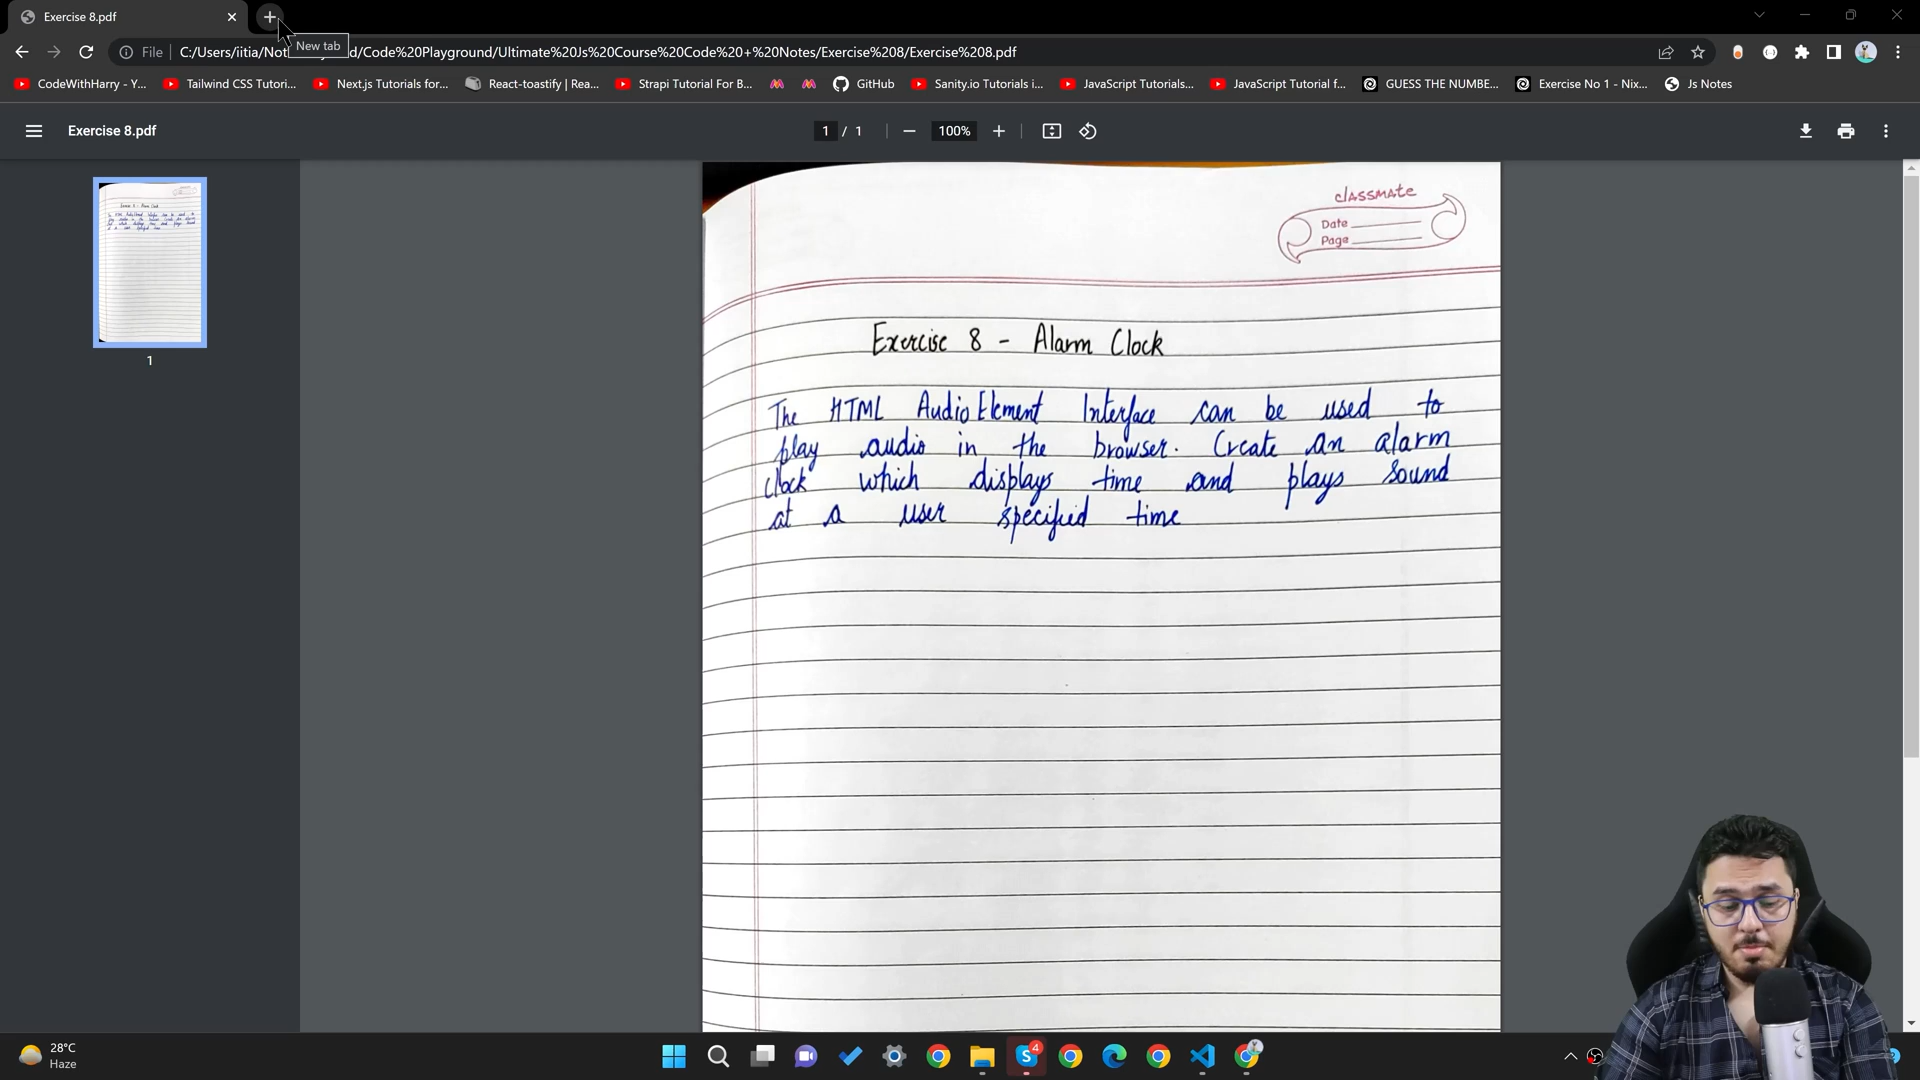 Exercise 8.pdf
New tab
File C:/Users/iitia/Not d/Code%20Playground/Ultimate%20Js%20Course%20Code%20+%20Notes/Exercise%208/Exercise%208.pdf
CodeWithHarry - Y... Tailwind CSS Tutori... Next.js Tutorials for... React-toastify | Rea... Strapi Tutorial For B... GitHub Sanity.io Tutorials i... JavaScript Tutorials... JavaScript Tutorial f... GUESS THE NUMBE... Exercise No 1 - Nix... Js Notes
Exercise 8.pdf 1 / 1 100%
classmate
Date
Page
Exercise 8 - Alarm Clock
The HTML AudioElement Interface can be used to
play audio in the browser. Create an alarm
clock which displays time and plays sound
at a user specified time
1
28°C
Haze
4